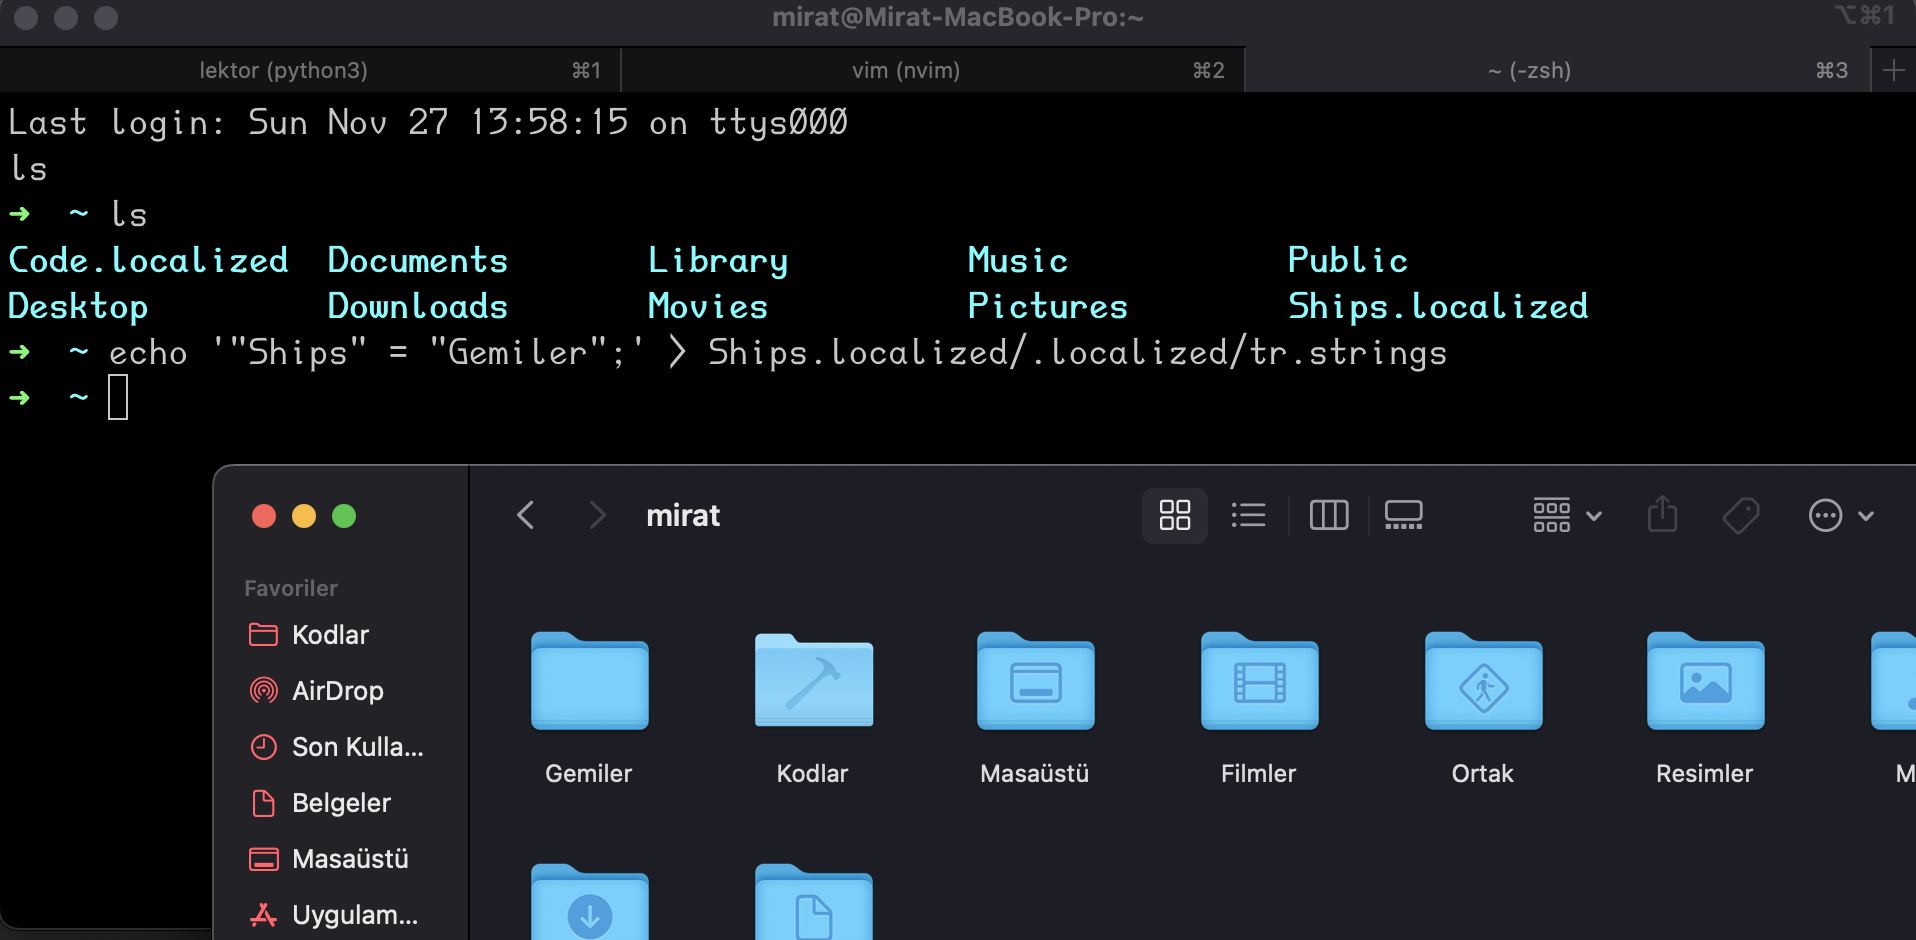 mirat@Mirat-MacBook-Pro:~ ⌥⌘1
lektor (python3) ⌘1 vim (nvim) ⌘2 ~ (-zsh) ⌘3
Last login: Sun Nov 27 13:58:15 on ttys000
ls
➜ ~ ls
Code.localized Documents Library Music Public
Desktop Downloads Movies Pictures Ships.localized
➜ ~ echo '"Ships" = "Gemiler";' > Ships.localized/.localized/tr.strings
➜ ~
mirat
Favoriler
Kodlar
AirDrop
Son Kulla...
Belgeler
Masaüstü
Uygulam...
Gemiler Kodlar Masaüstü Filmler Ortak Resimler M